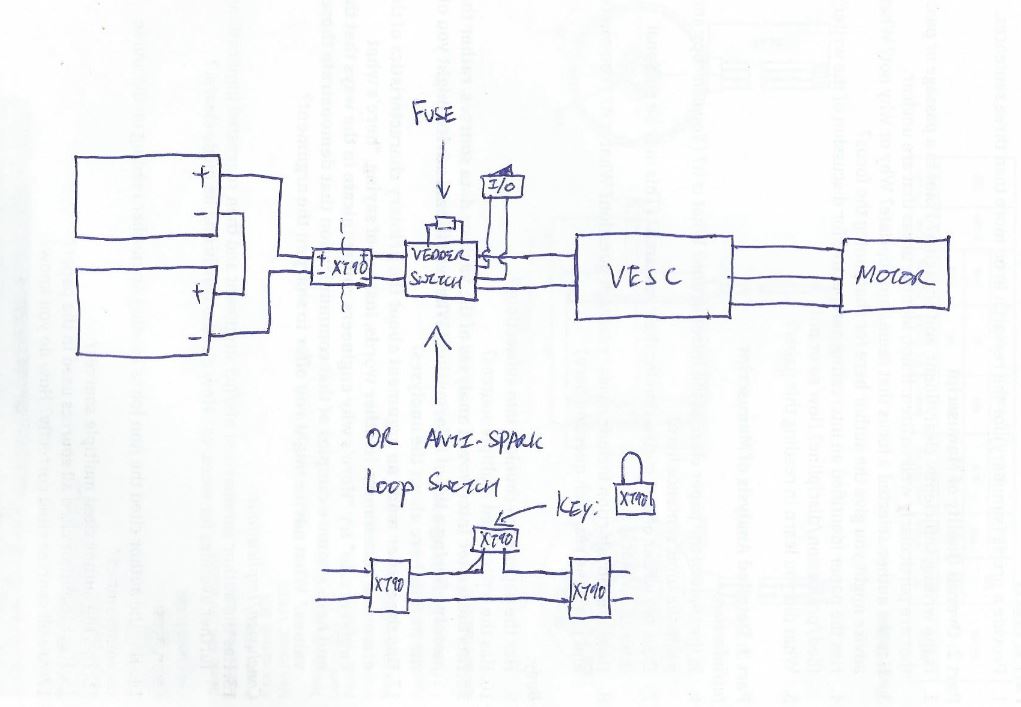 FUSE
I/O
+
-
+
-
+ +
- XT90 -
VEDDER
SWITCH
VESC
MOTOR
OR ANTI-SPARK
LOOP SWITCH
KEY:
XT90
XT90
XT90
XT90